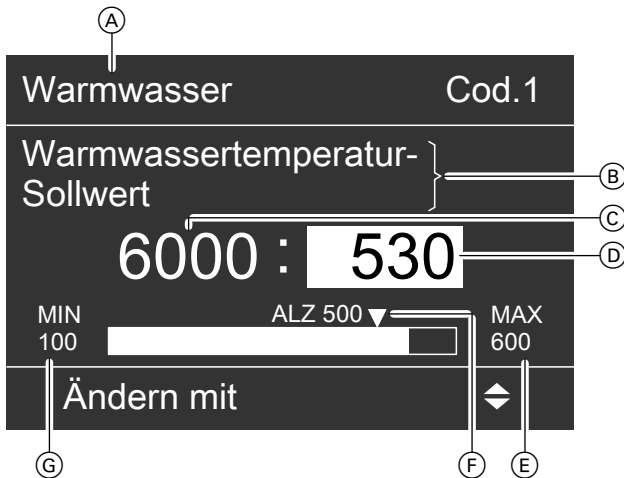 A
Warmwasser Cod.1
Warmwassertemperatur-
Sollwert
B
C
6000 : 530
D
MIN ALZ 500 MAX
100 600
Ändern mit
G F E